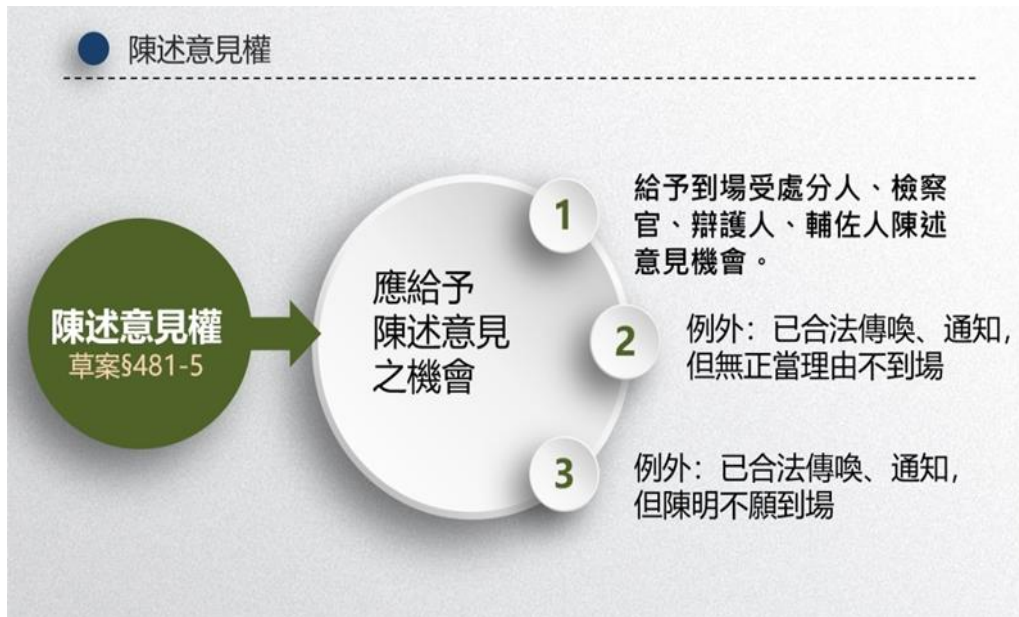 陳述意見權
陳述意見權
草案§481-5
應給予
陳述意見
之機會
1
給予到場受處分人、檢察
官、辯護人、輔佐人陳述
意見機會。
2
例外：已合法傳喚、通知，
但無正當理由不到場
3
例外：已合法傳喚、通知，
但陳明不願到場